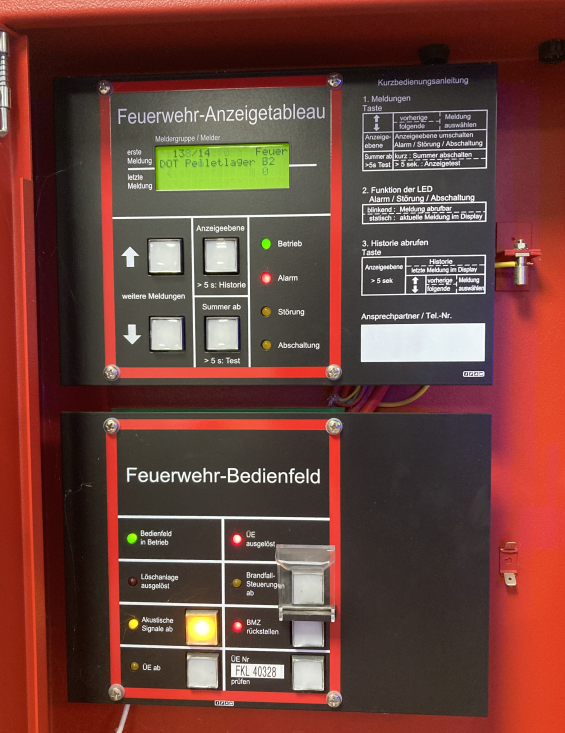 Feuerwehr-Anzeigetableau
Meldergruppe / Melder
erste
Meldung
138/14 Feuer
DOT Pelletlager B2
letzte
Meldung
0
Anzeigeebene
> 5 s: Historie
weitere Meldungen
Summer ab
> 5 s: Test
Betrieb
Alarm
Störung
Abschaltung
Kurzbedienungsanleitung
1. Meldungen
Taste
vorherige
folgende
Meldung
auswählen
Anzeige-
ebene
Anzeigeebene umschalten
Alarm / Störung / Abschaltung
Summer ab
>5s Test
kurz : Summer abschalten
> 5 sek. : Anzeigetest
2. Funktion der LED
Alarm / Störung / Abschaltung
blinkend : Meldung abrufbar
statisch : aktuelle Meldung im Display
3. Historie abrufen
Taste
Anzeigeebene
> 5 sek
Historie
letzte Meldung im Display
vorherige
folgende
Meldung
auswählen
Ansprechpartner / Tel.-Nr.
Feuerwehr-Bedienfeld
Bedienfeld
in Betrieb
ÜE
ausgelöst
Löschanlage
ausgelöst
Brandfall-
Steuerungen
ab
Akustische
Signale ab
BMZ
rückstellen
ÜE ab
ÜE Nr
FKL 40328
prüfen